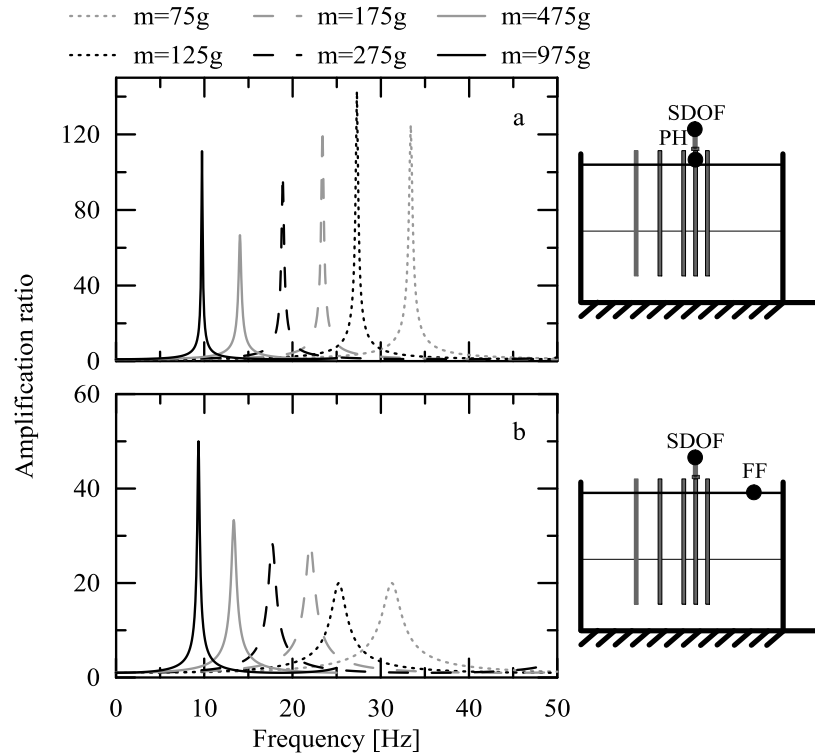 m=75g m=175g m=475g
m=125g m=275g m=975g
a
120
80
40
0
SDOF
PH
Amplification ratio
b
60
40
20
0
SDOF
FF
0 10 20 30 40 50
Frequency [Hz]